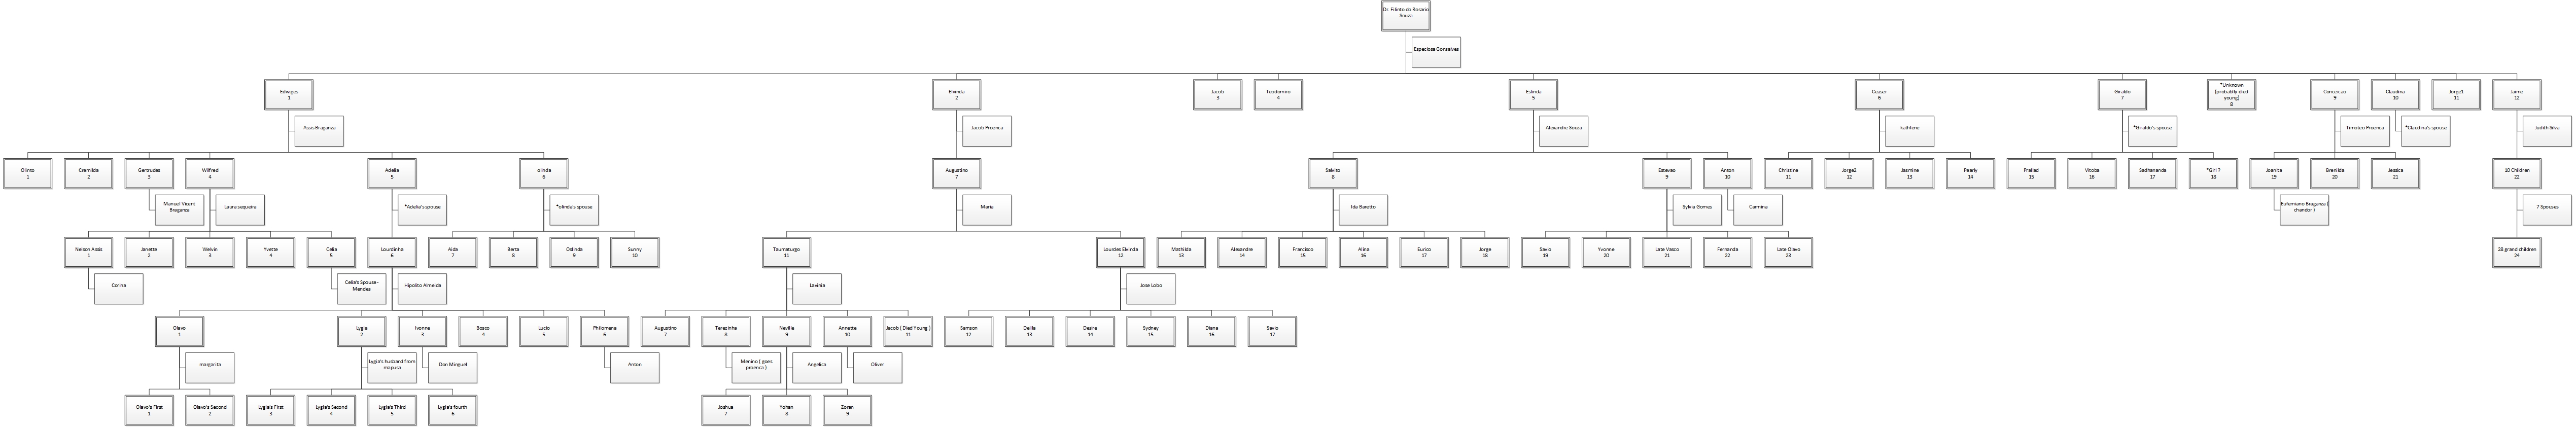 Dr. Filinto do Rosario
Souza
Especiosa Gonsalves
Edwiges
1
Elvinda
2
Jacob
3
Teodomiro
4
Eslinda
5
Ceaser
6
Giraldo
7
*Unknown
(probably died
young)
8
Conceicao
9
Claudina
10
Jorge1
11
Jaime
12
Assis Braganza
Jacob Proenca
Alexandre Souza
Kathlene
*Giraldo's spouse
Timoteo Proenca
*Claudina's spouse
Judith Silva
Olinto
1
Cremilda
2
Gertrudes
3
Wilfred
4
Adelia
5
olinda
6
Augustino
7
Salvito
8
Estevao
9
Anton
10
Christine
11
Jorge2
12
Jasmine
13
Pearly
14
Prallad
15
Vitoba
16
Sadhananda
17
*Girl ?
18
Joanita
19
Branilda
20
Jessica
21
10 Children
22
Manuel Vicent
Braganza
Laura sequeira
*Adelia's spouse
*olinda's spouse
Maria
Ida Baretto
Sylvia Gomes
Carmina
Eufemiano Braganza (
chandor )
7 Spouses
Nelson Assis
1
Janette
2
Welvin
3
Yvette
4
Celia
5
Lourdinha
6
Aida
7
Berta
8
Oslinda
9
Sunny
10
Taumaturgo
11
Lourdes Elvinda
12
Mathilda
13
Alexandre
14
Francisco
15
Alina
16
Eurico
17
Jorge
18
Savio
19
Yvonne
20
Late Vasco
21
Fernanda
22
Late Olavo
23
28 grand children
24
Corina
Celia's Spouse -
Mendes
Hipolito Almeida
Lavinia
Jose Lobo
Olavo
1
Lygia
2
Ivonne
3
Bosco
4
Lucio
5
Philomena
6
Augustino
7
Terezinha
8
Neville
9
Annette
10
Jacob ( Died Young )
11
Samson
12
Delila
13
Desire
14
Sydney
15
Diana
16
Savio
17
margarita
Lygia's husband from
mapusa
Don Minguel
Anton
Menino ( goes
proenca )
Angelica
Oliver
Olavo's First
1
Olavo's Second
2
Lygia's First
3
Lygia's Second
4
Lygia's Third
5
Lygia's fourth
6
Joshua
7
Yohan
8
Zoran
9